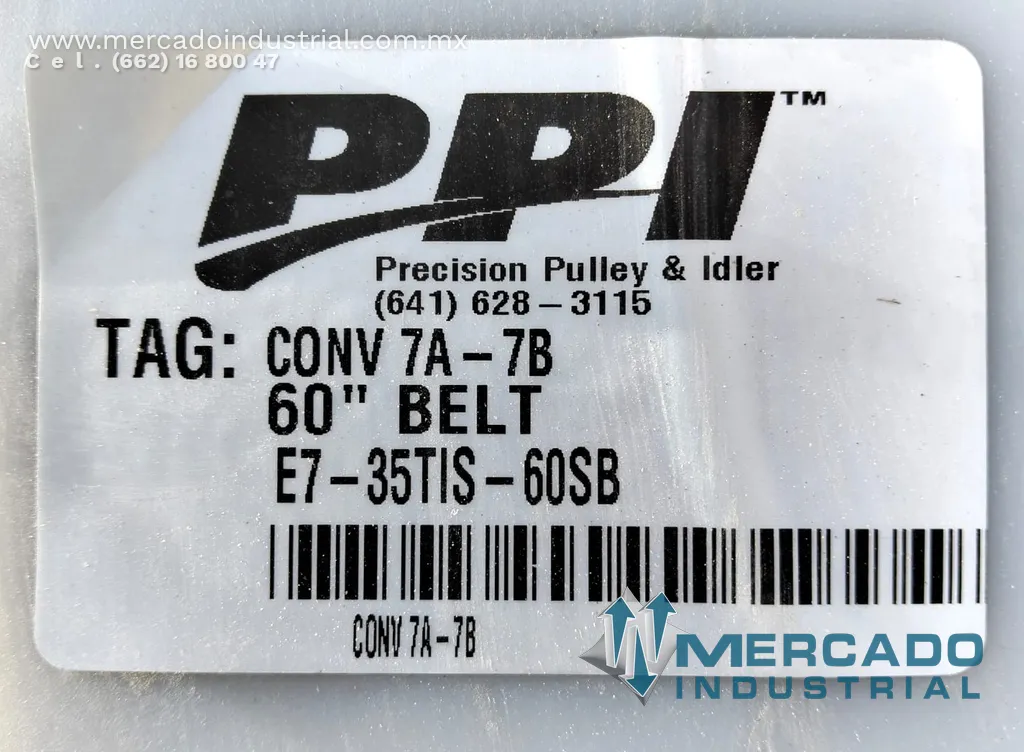 www.mercadoindustrial.com.mx
Cel. (662) 16 800 47
PPI™
Precision Pulley & Idler
(641) 628-3115
TAG: CONV 7A-7B
60" BELT
E7-35TIS-60SB
CONV 7A-7B
MERCADO
INDUSTRIAL